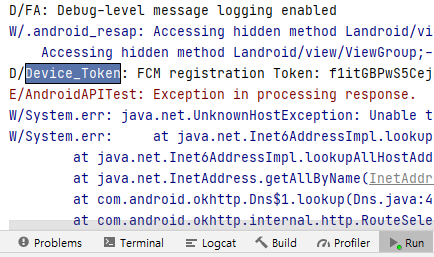 D/FA: Debug-level message logging enabled
W/.android_resap: Accessing hidden method Landroid/vi
Accessing hidden method Landroid/view/ViewGroup;-
D/Device_Token: FCM registration Token: f1itGBPwS5Cej
E/AndroidAPITest: Exception in processing response.
W/System.err: java.net.UnknownHostException: Unable t
W/System.err:     at java.net.Inet6AddressImpl.lookup
at java.net.Inet6AddressImpl.lookupAllHostAdd
at java.net.InetAddress.getAllByName(InetAddr
at com.android.okhttp.Dns$1.lookup(Dns.java:4
at com.android.okhttp.internal.http.RouteSele
Problems Terminal Logcat Build Profiler Run